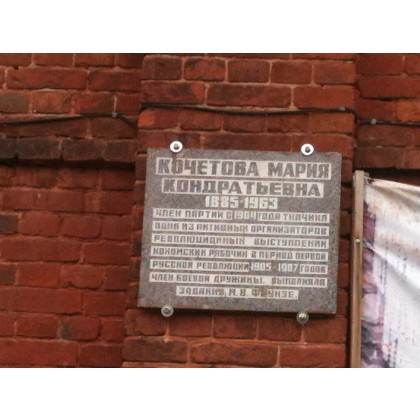 КОЧЕТОВА МАРИЯ
КОНДРАТЬЕВНА
1885-1963
ЧЛЕН ПАРТИИ С 1904 ГОДА ТКАЧИХА
ОДНА ИЗ АКТИВНЫХ ОРГАНИЗАТОРОВ
РЕВОЛЮЦИОННЫХ ВЫСТУПЛЕНИЙ
КОХОМСКИХ РАБОЧИХ В ПЕРИОД ПЕРВОЙ
РУССКОЙ РЕВОЛЮЦИИ 1905-1907 ГОДОВ
ЧЛЕН БОЕВОЙ ДРУЖИНЫ. ВЫПОЛНЯЛА
ЗАДАНИЯ М.В. ФРУНЗЕ.